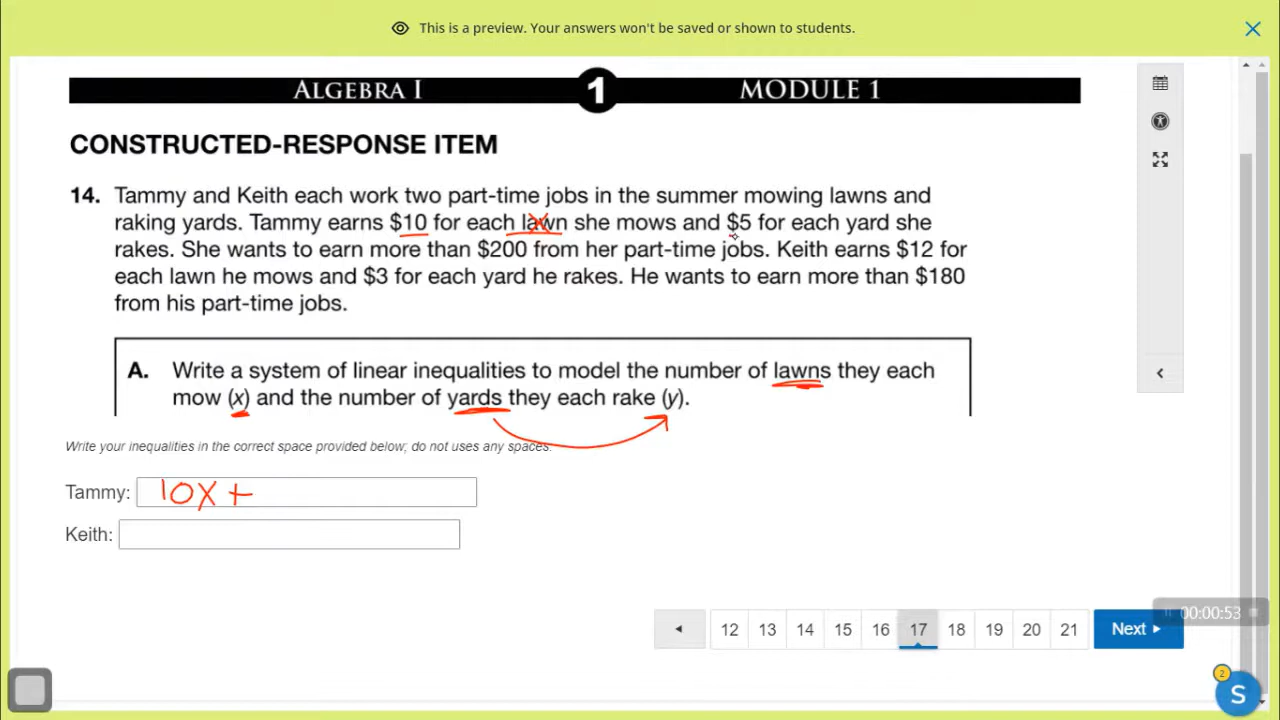 This is a preview. Your answers won't be saved or shown to students.
ALGEBRA I 1 MODULE 1
CONSTRUCTED-RESPONSE ITEM
14. Tammy and Keith each work two part-time jobs in the summer mowing lawns and
raking yards. Tammy earns $10 for each lawn she mows and $5 for each yard she
rakes. She wants to earn more than $200 from her part-time jobs. Keith earns $12 for
each lawn he mows and $3 for each yard he rakes. He wants to earn more than $180
from his part-time jobs.
A. Write a system of linear inequalities to model the number of lawns they each
mow (x) and the number of yards they each rake (y).
Write your inequalities in the correct space provided below; do not uses any spaces.
Tammy: 10x +
Keith:
12 13 14 15 16 17 18 19 20 21 Next
00:00:53
2
S